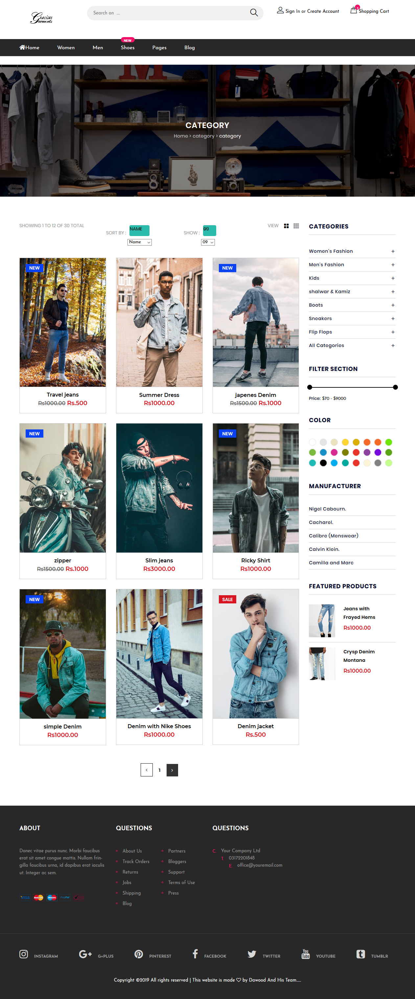 Gracious
Garments
Search on ...
Sign In or Create Account
3
Shopping Cart
NEW
Home
Women
Men
Shoes
Pages
Blog
CATEGORY
Home > category > category
SHOWING 1 TO 12 OF 30 TOTAL
SORT BY :
NAME
Name
SHOW :
09
09
VIEW
NEW
Travel jeans
Rs1000.00 Rs.500
Summer Dress
Rs1000.00
NEW
japenes Denim
Rs1500.00 Rs.1000
NEW
zipper
Rs1500.00 Rs.1000
Slim jeans
Rs3000.00
NEW
Ricky Shirt
Rs1000.00
NEW
simple Denim
Rs1000.00
Denim with Nike Shoes
Rs1000.00
SALE
Denim jacket
Rs.500
1
CATEGORIES
Women's Fashion +
Men's Fashion +
Kids +
shalwar & Kamiz +
Boots +
Sneakers +
Flip Flops +
All Categories +
FILTER SECTION
Price: $70 - $9000
COLOR
MANUFACTURER
Nigel Cabourn.
Cacharel.
Calibre (Menswear)
Calvin Klein.
Camilla and Marc
FEATURED PRODUCTS
Jeans with
Frayed Hems
Rs1000.00
Crysp Denim
Montana
Rs1000.00
ABOUT
Donec vitae purus nunc. Morbi faucibus
erat sit amet congue mattis. Nullam frin-
gilla faucibus urna, id dapibus erat iaculis
ut. Integer ac sem.
VISA
MasterCard
Maestro
PayPal
QUESTIONS
About Us
Track Orders
Returns
Jobs
Shipping
Blog
Partners
Bloggers
Support
Terms of Use
Press
QUESTIONS
C. Your Company Ltd
T. 03172201848
E. office@youremail.com
INSTAGRAM
G+
G+PLUS
PINTEREST
FACEBOOK
TWITTER
You
Tube
YOUTUBE
TUMBLR
Copyright ©2019 All rights reserved | This website is made ♡ by Dawood And His Team......